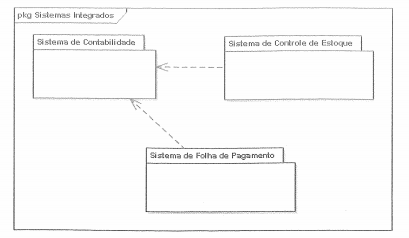 pkg Sistemas Integrados
Sistema de Contabilidade
Sistema de Controle de Estoque
Sistema de Folha de Pagamento